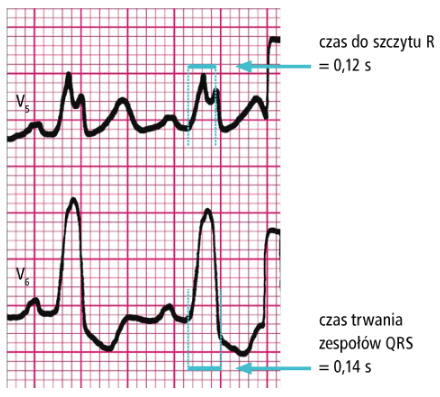 czas do szczytu R
= 0,12 s
V5
V6
czas trwania
zespołów QRS
= 0,14 s